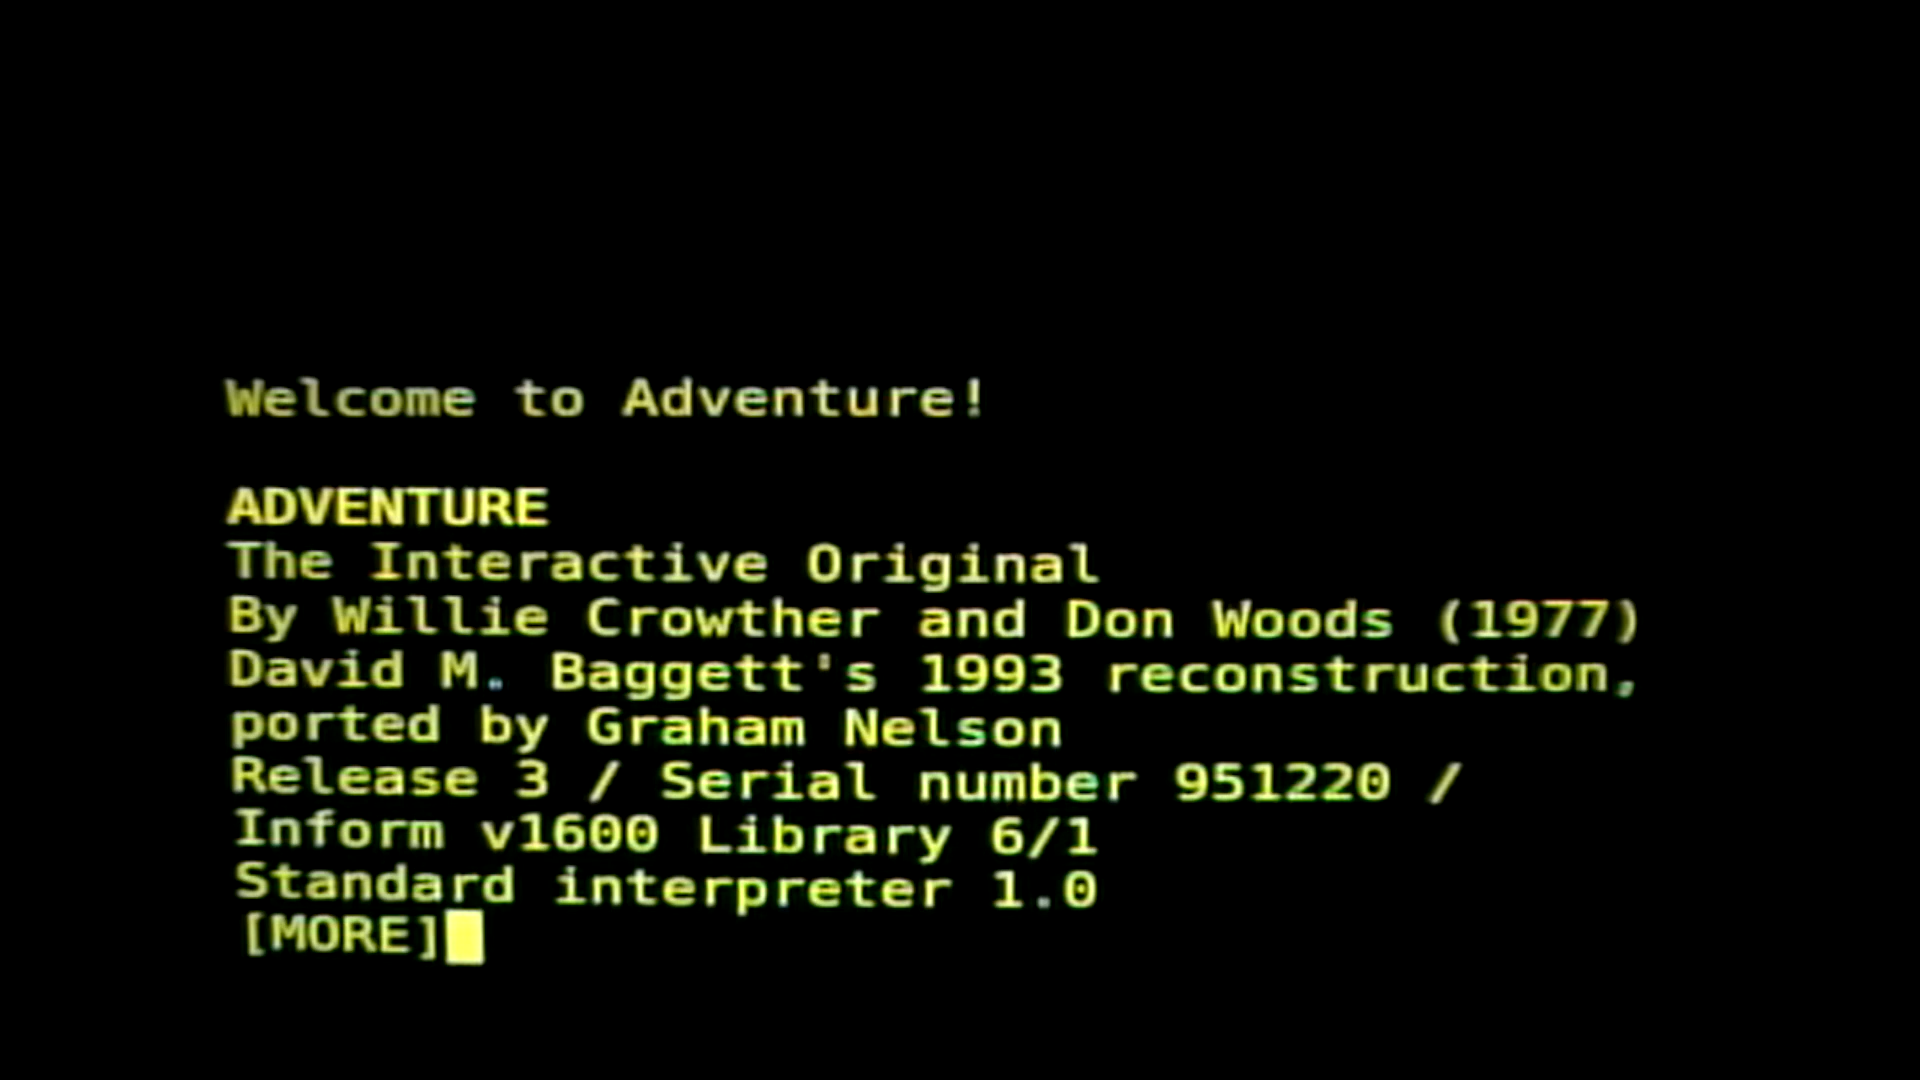 Welcome to Adventure!
ADVENTURE
The Interactive Original
By Willie Crowther and Don Woods (1977)
David M. Baggett's 1993 reconstruction,
ported by Graham Nelson
Release 3 / Serial number 951220 /
Inform v1600 Library 6/1
Standard interpreter 1.0
[MORE]